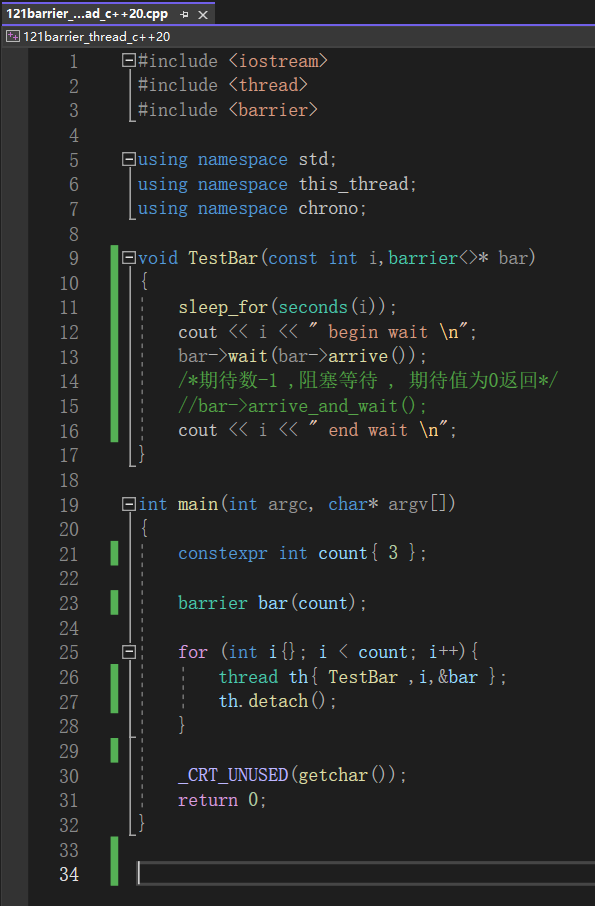 121barrier_...ad_c++20.cpp
121barrier_thread_c++20
1 #include <iostream>
2 #include <thread>
3 #include <barrier>
4
5 using namespace std;
6 using namespace this_thread;
7 using namespace chrono;
8
9 void TestBar(const int i,barrier<>* bar)
10 {
11 sleep_for(seconds(i));
12 cout << i << " begin wait \n";
13 bar->wait(bar->arrive());
14 /*期待数-1 ,阻塞等待 , 期待值为0返回*/
15 //bar->arrive_and_wait();
16 cout << i << " end wait \n";
17 }
18
19 int main(int argc, char* argv[])
20 {
21 constexpr int count{ 3 };
22
23 barrier bar(count);
24
25 for (int i{}; i < count; i++){
26 thread th{ TestBar ,i,&bar };
27 th.detach();
28 }
29
30 _CRT_UNUSED(getchar());
31 return 0;
32 }
33
34